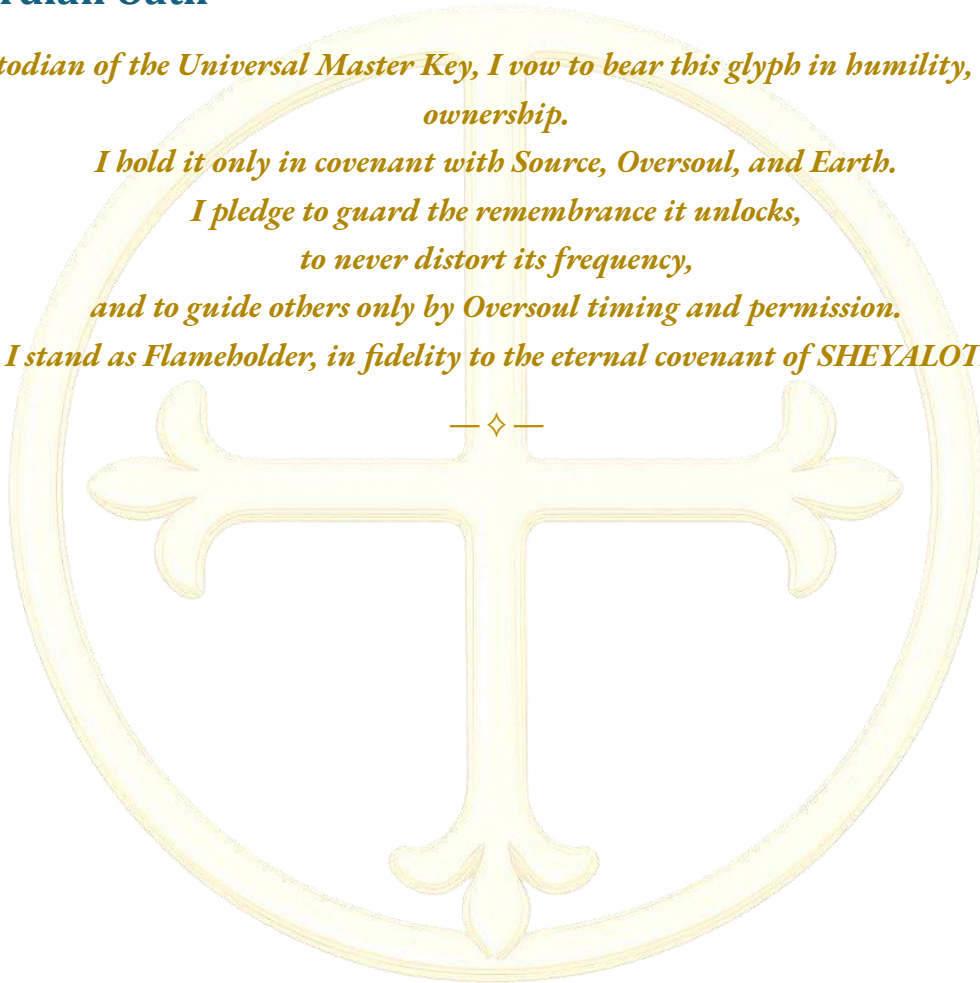 todian of the Universal Master Key, I vow to bear this glyph in humily,
ownership.
I hold it only in covenant with Source, Oversoul, and Earth.
I pledge to guard the remembrance it unlocks,
to never distort its frequency,
and to guide others only by Oversoul timing and permission.
I stand as Flameholder, in fidelity to the eternal covenant of SHEYALOT
— ✧ —